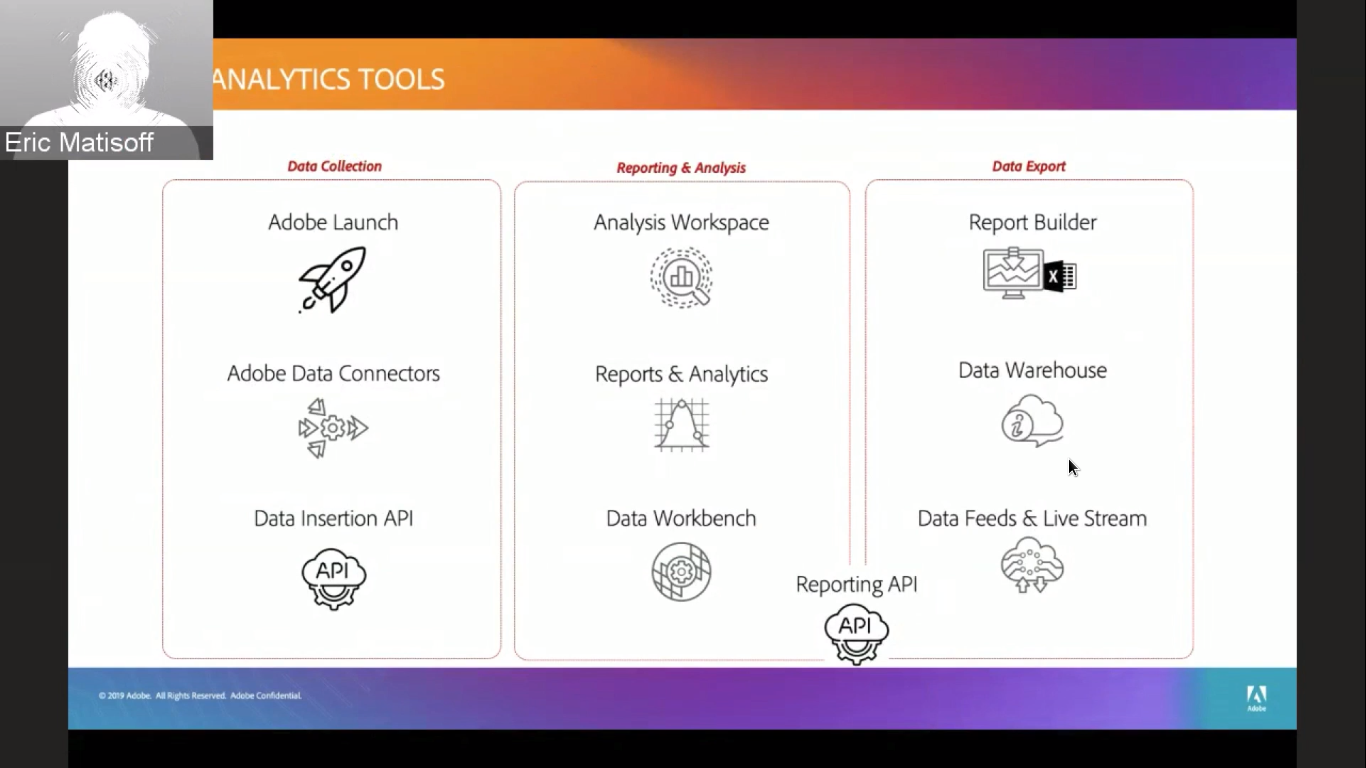 ANALYTICS TOOLS
Eric Matisoff
Data Collection
Reporting & Analysis
Data Export
Adobe Launch
Analysis Workspace
Report Builder
X
Adobe Data Connectors
Reports & Analytics
Data Warehouse
i
Data Insertion API
Data Workbench
Data Feeds & Live Stream
API
Reporting API
API
© 2019 Adobe. All Rights Reserved. Adobe Confidential.
Adobe